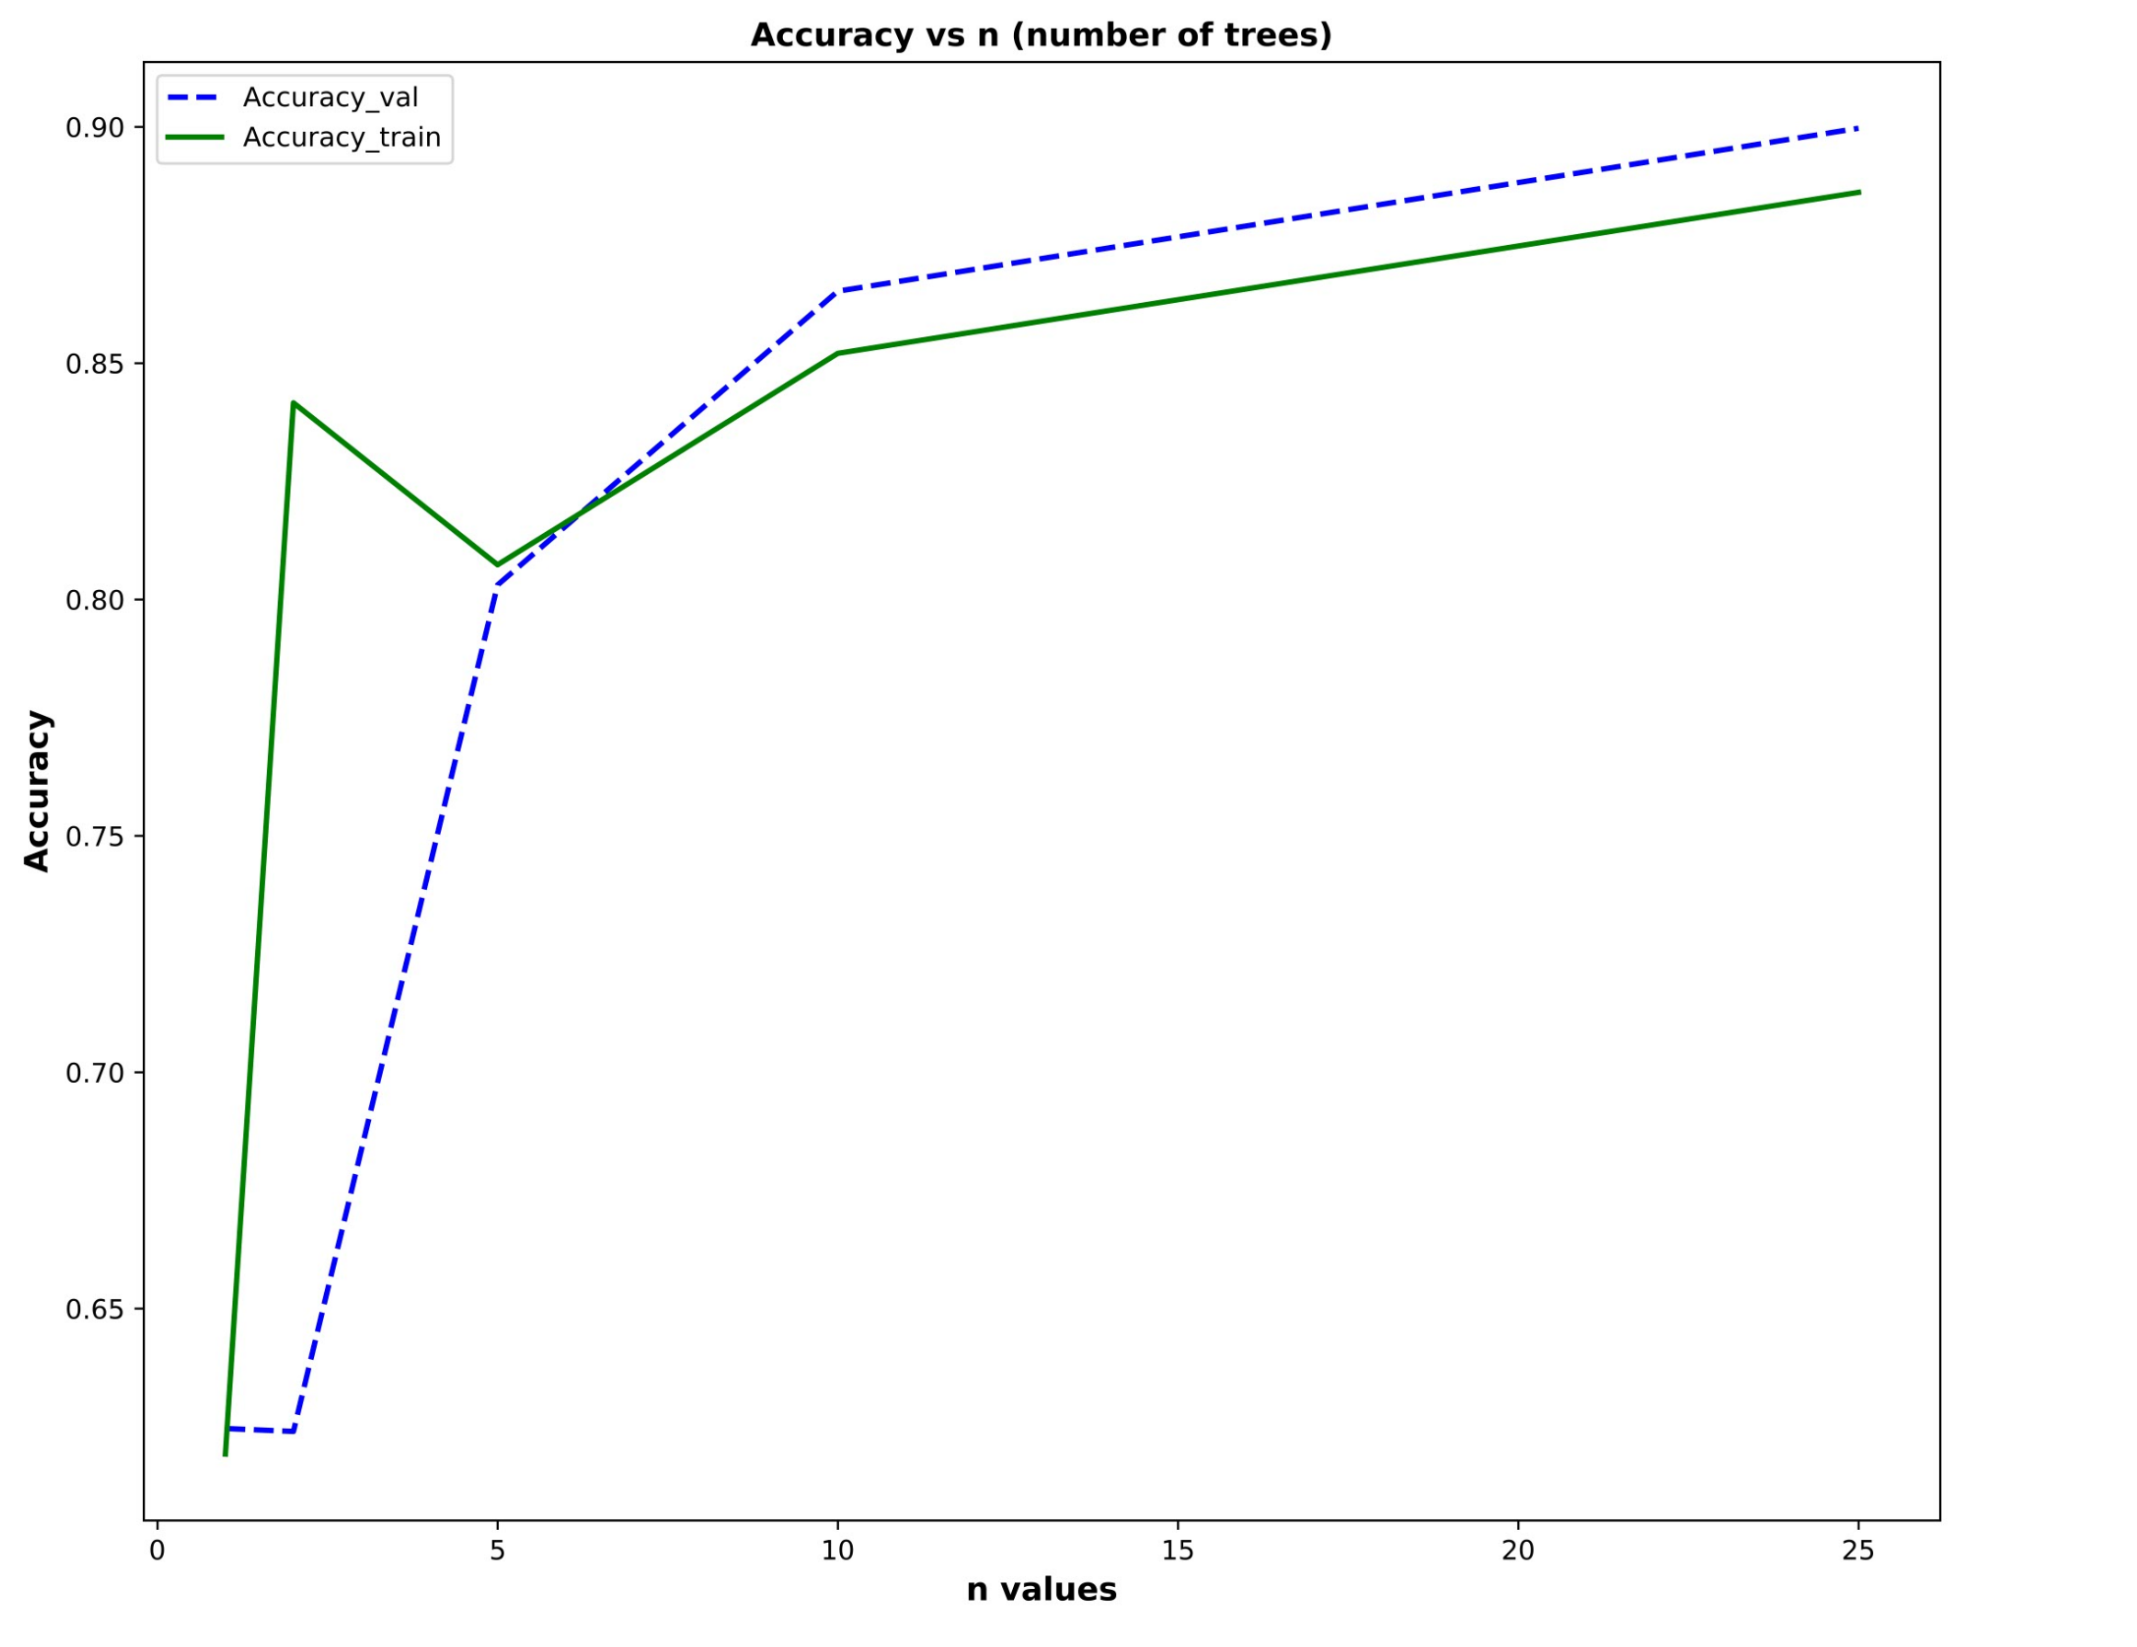 Accuracy vs n (number of trees)
Accuracy_val
Accuracy_train
0.90
0.85
0.80
0.75
0.70
0.65
Accuracy
0 5 10 15 20 25
n values